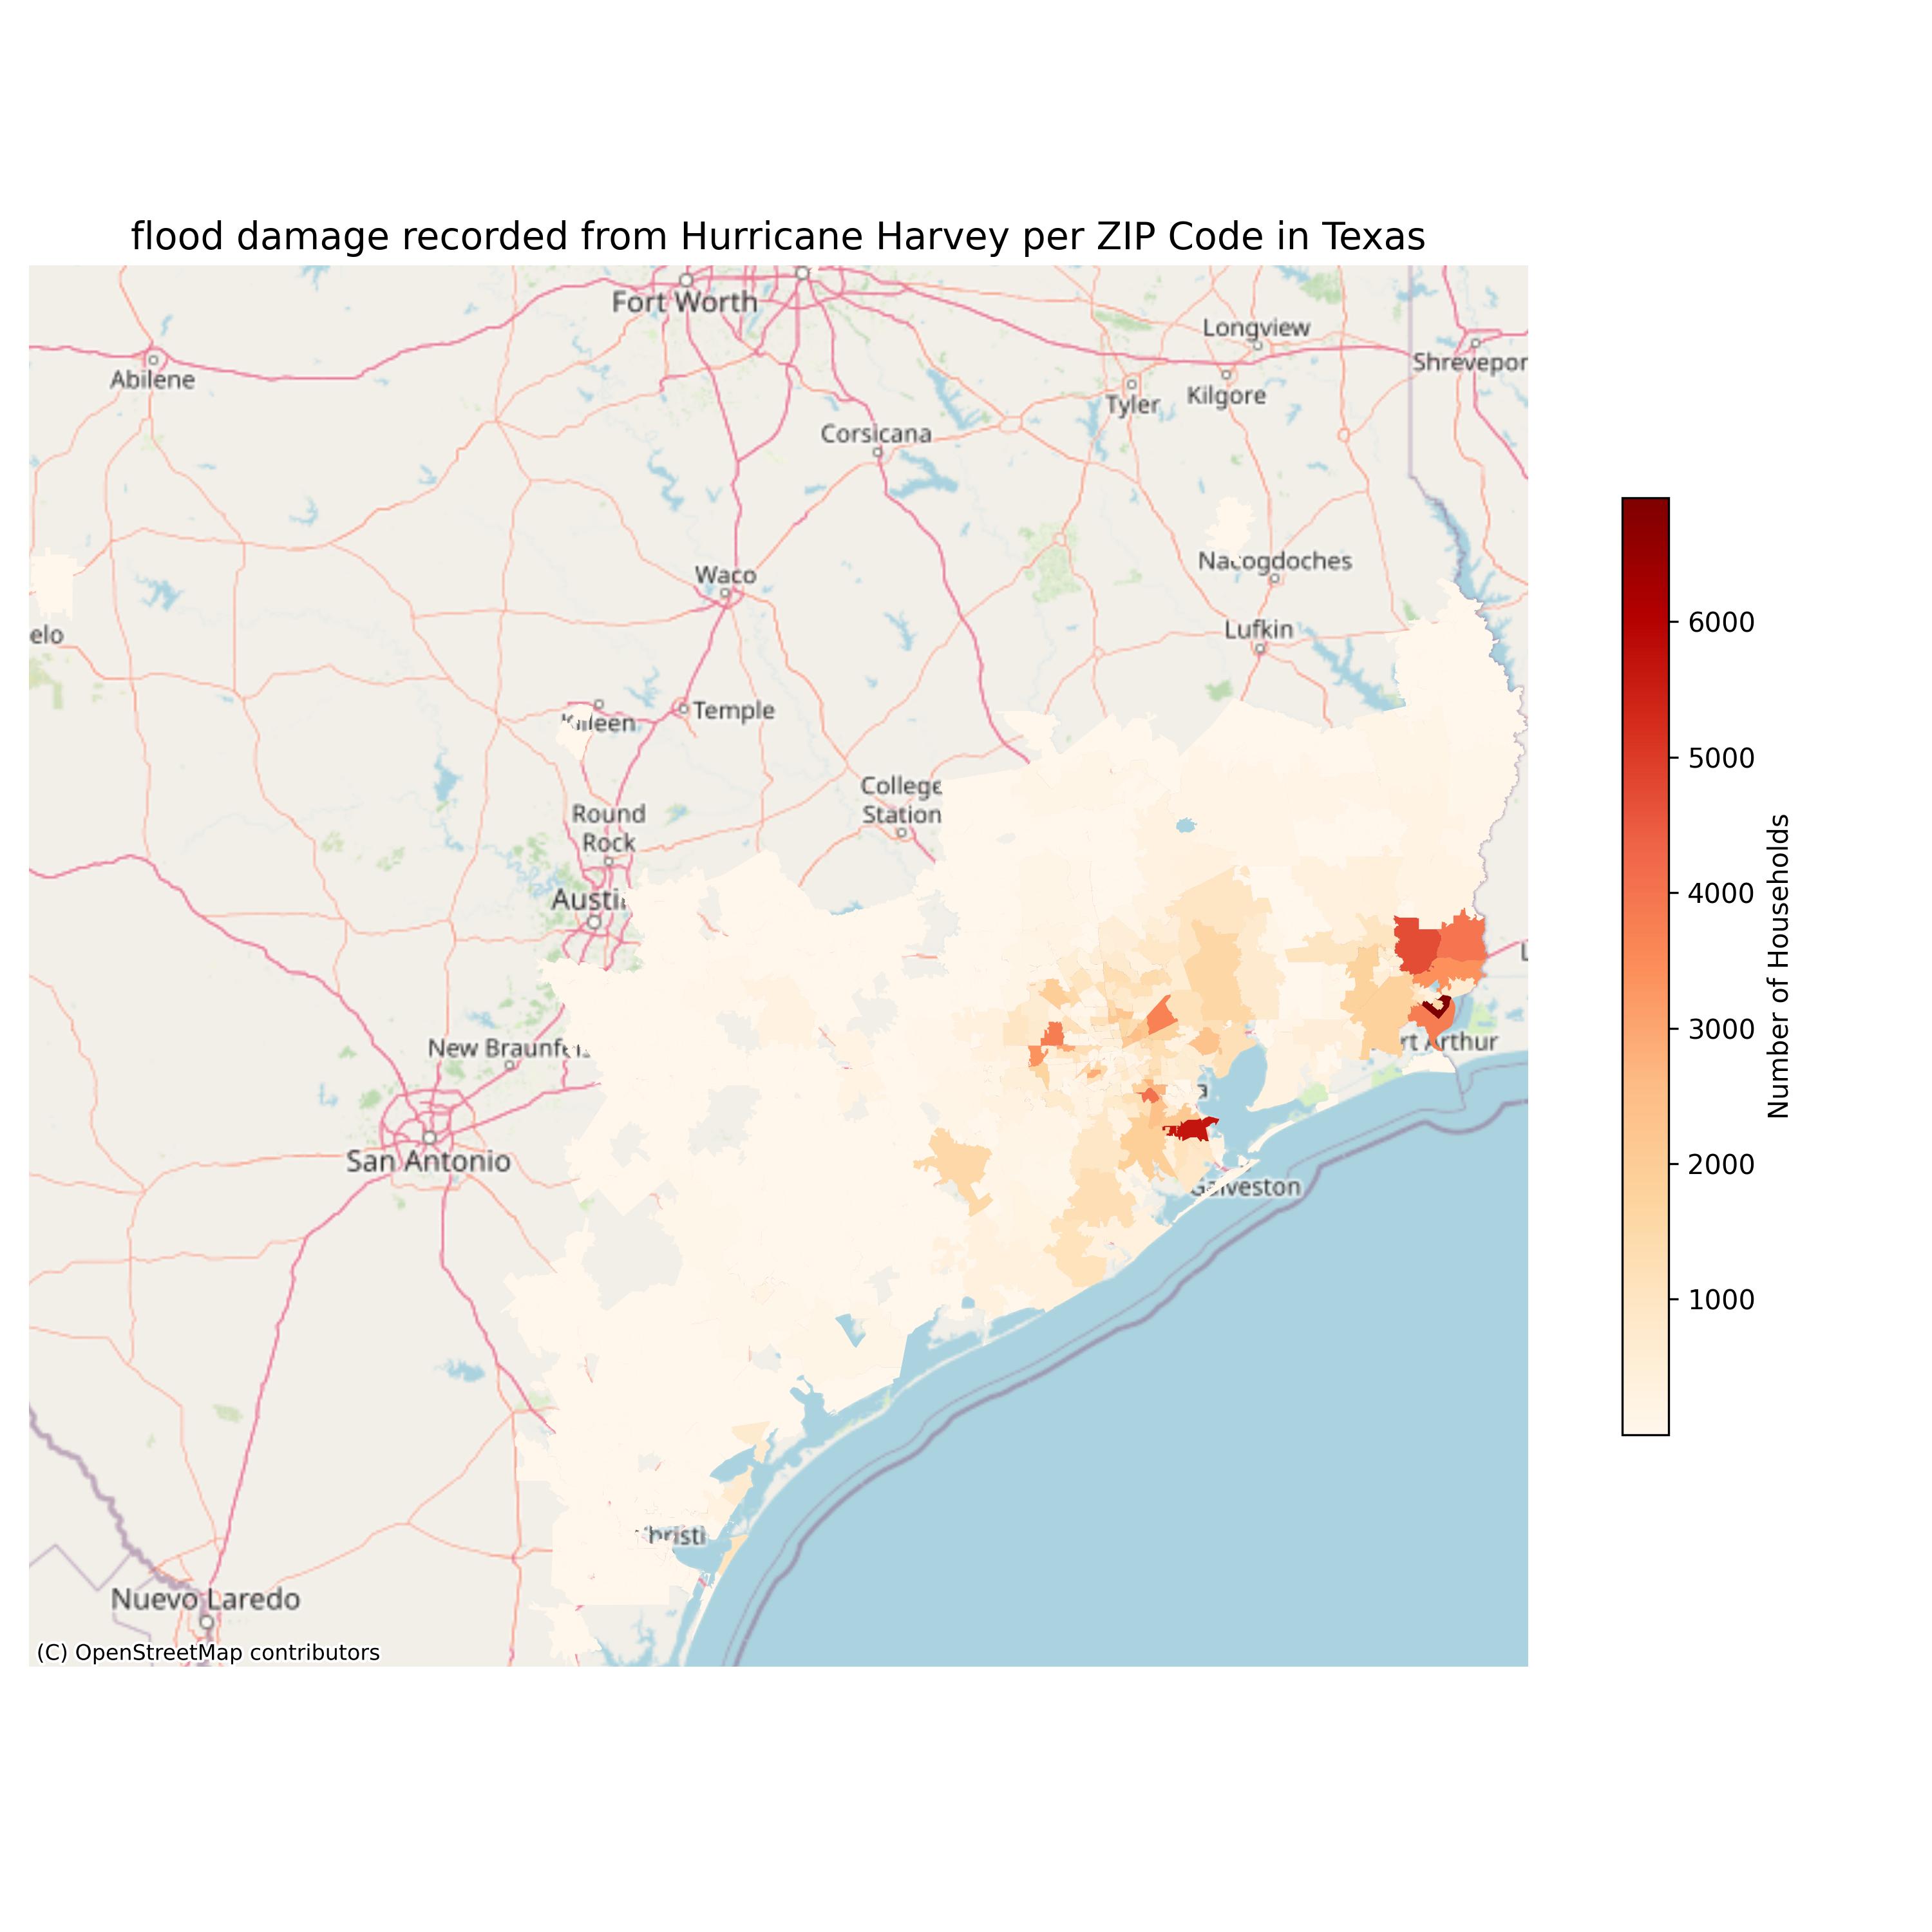 flood damage recorded from Hurricane Harvey per ZIP Code in Texas
Fort Worth
Longview
Shrevepor
Abilene
Tyler
Kilgore
Corsicana
Nacogdoches
Waco
elo
Lufkin
Temple
College
Station
Round
Rock
Austi
New Braunfe
rt Arthur
San Antonio
Galveston
hristi
Nuevo Laredo
(C) OpenStreetMap contributors
6000
5000
4000
3000
2000
1000
Number of Households